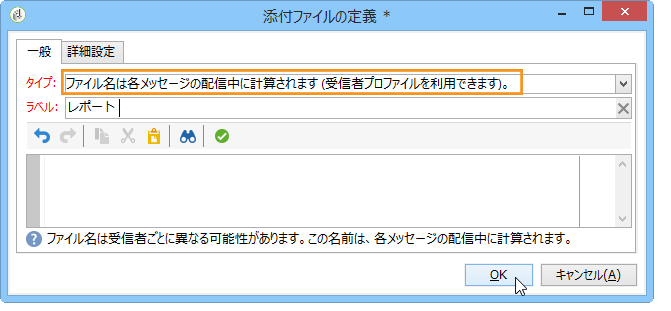 添付ファイルの定義 *
一般 詳細設定
タイプ: ファイル名は各メッセージの配信中に計算されます (受信者プロファイルを利用できます)。
ラベル: レポート
ファイル名は受信者ごとに異なる可能性があります。この名前は、各メッセージの配信中に計算されます。
OK キャンセル(A)